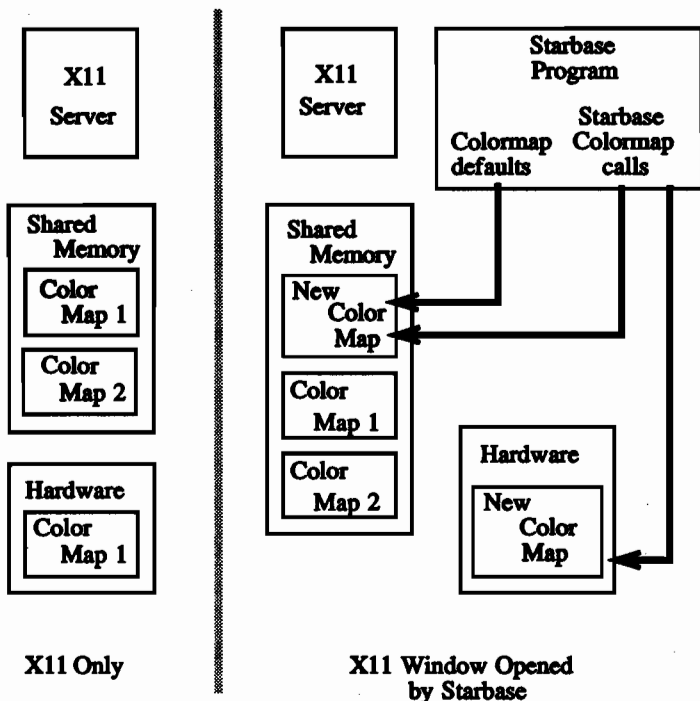 X11
Server
Shared
Memory
Color
Map 1
Color
Map 2
Hardware
Color
Map 1
X11 Only
X11
Server
Starbase
Program
Colormap
defaults
Starbase
Colormap
calls
Shared
Memory
New
Color
Map
Color
Map 1
Color
Map 2
Hardware
New
Color
Map
X11 Window Opened
by Starbase